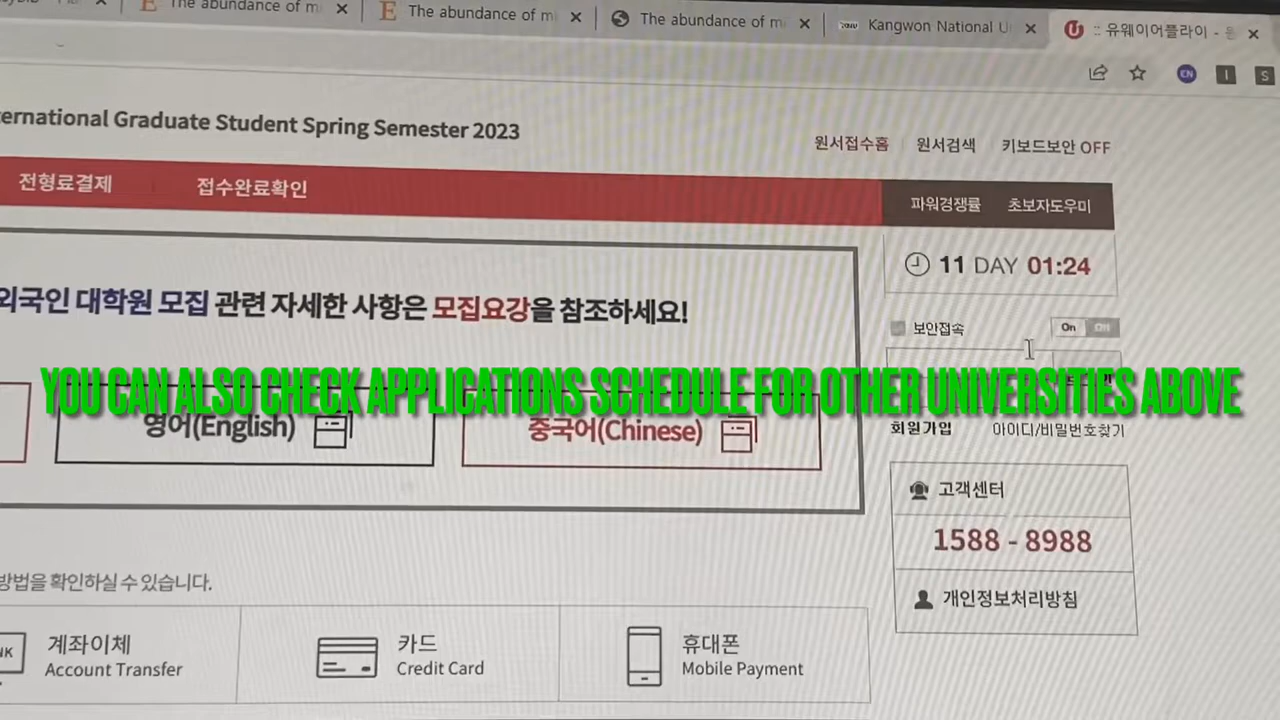 The abundance of m
The abundance of m
The abundance of m
Kangwon National U
:: 유웨이어플라이 -
EN
ernational Graduate Student Spring Semester 2023
원서접수홈 원서검색 키보드보안 OFF
전형료결제 접수완료확인
파워경쟁률 초보자도우미
11 DAY 01:24
외국인 대학원 모집 관련 자세한 사항은 모집요강을 참조하세요!
보안접속 On Off
YOU CAN ALSO CHECK APPLICATIONS SCHEDULE FOR OTHER UNIVERSITIES ABOVE
영어(English) 중국어(Chinese)
회원가입 아이디/비밀번호찾기
고객센터
1588 - 8988
방법을 확인하실 수 있습니다.
개인정보처리방침
계좌이체 카드 휴대폰
Account Transfer Credit Card Mobile Payment